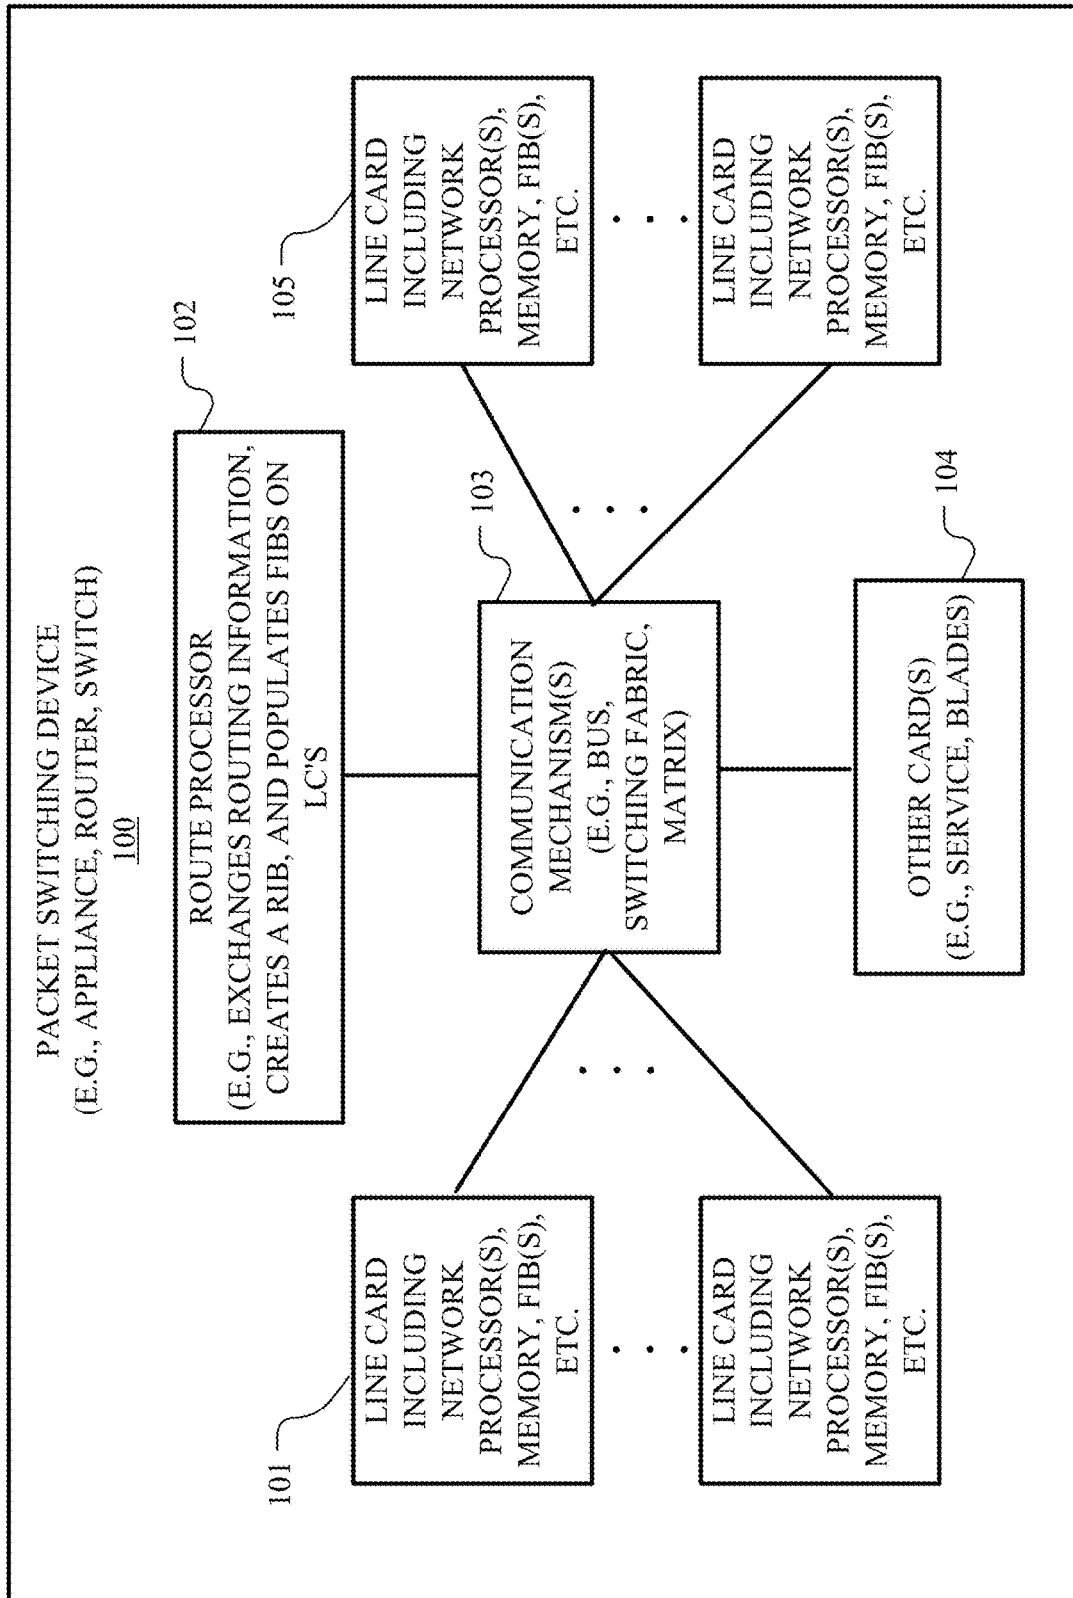 PACKET SWITCHING DEVICE
(E.G., APPLIANCE, ROUTER, SWITCH)
100
ROUTE PROCESSOR
(E.G., EXCHANGES ROUTING INFORMATION,
CREATES A RIB, AND POPULATES FIBS ON
LC'S
102
101
LINE CARD
INCLUDING
NETWORK
PROCESSOR(S),
MEMORY, FIB(S),
ETC.
LINE CARD
INCLUDING
NETWORK
PROCESSOR(S),
MEMORY, FIB(S),
ETC.
COMMUNICATION
MECHANISM(S)
(E.G., BUS,
SWITCHING FABRIC,
MATRIX)
103
105
LINE CARD
INCLUDING
NETWORK
PROCESSOR(S),
MEMORY, FIB(S),
ETC.
LINE CARD
INCLUDING
NETWORK
PROCESSOR(S),
MEMORY, FIB(S),
ETC.
OTHER CARD(S)
(E.G., SERVICE, BLADES)
104